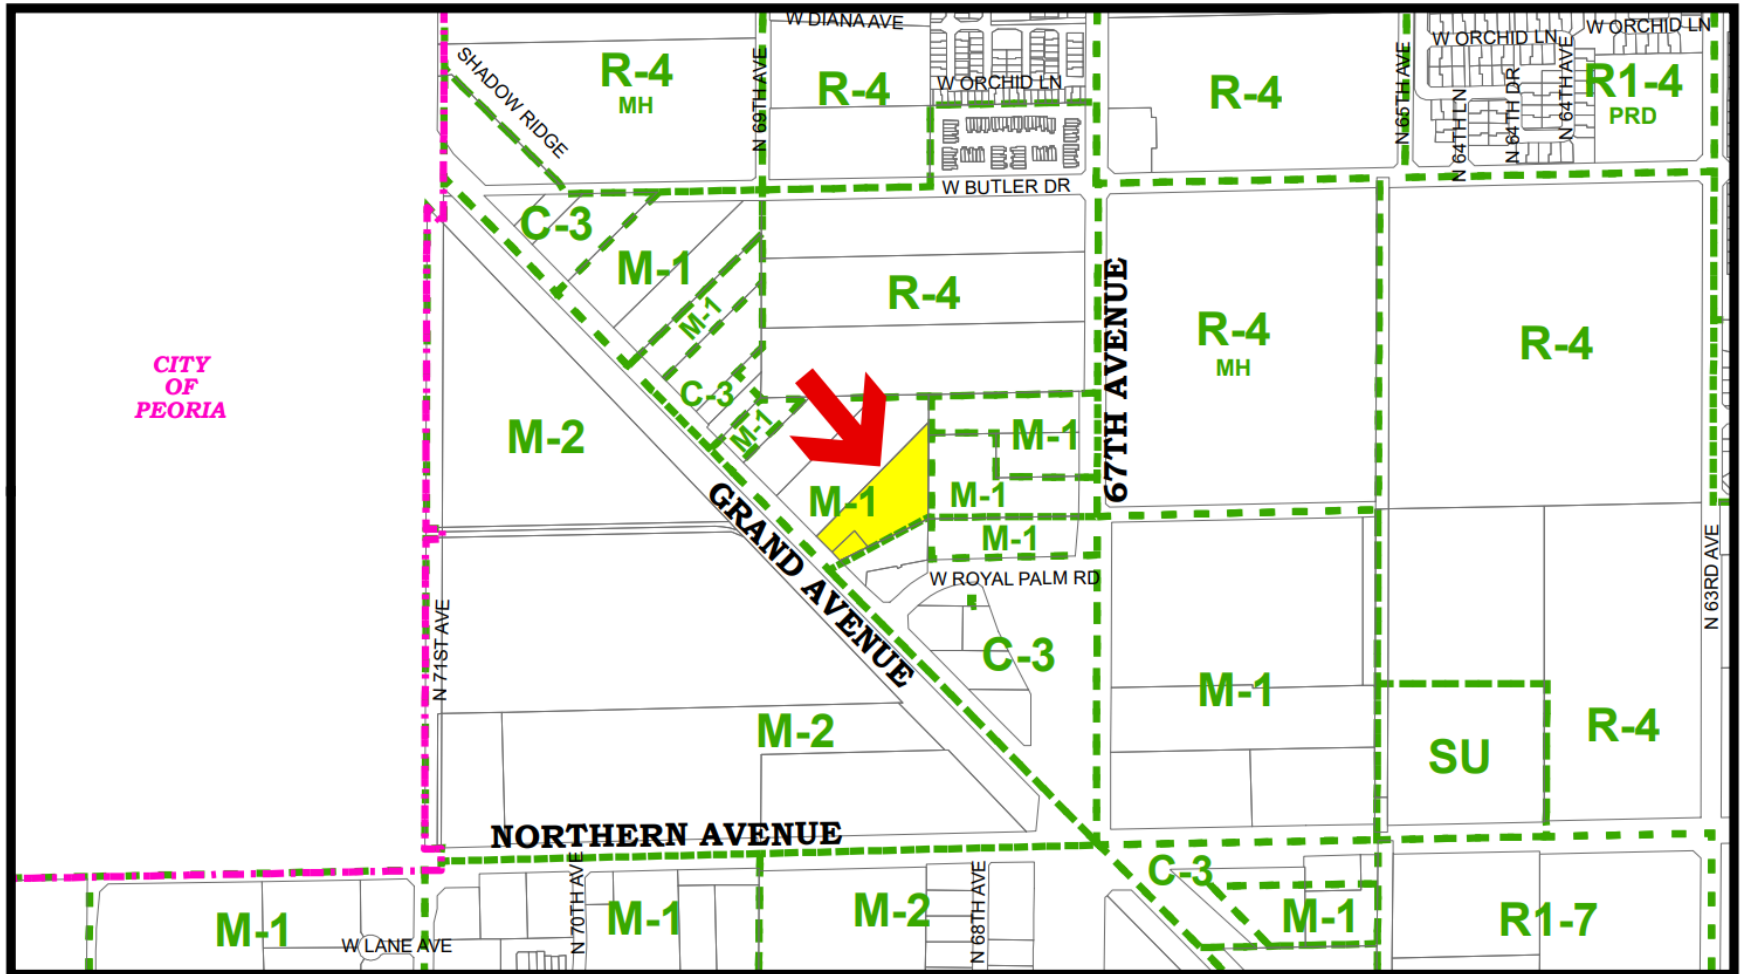 W DIANA AVE
W ORCHID LN
W ORCHID LN
SHADOW RIDGE
R-4
MH
N 69TH AVE
R-4
W ORCHID LN
R-4
N 65TH AVE
N 64TH LN
N 64TH DR
N 64TH AVE
R1-4
PRD
W BUTLER DR
C-3
M-1
M-1
R-4
67TH AVENUE
R-4
MH
R-4
CITY
OF
PEORIA
C-3
M-1
M-2
M-1
M-1
M-1
M-1
GRAND AVENUE
W ROYAL PALM RD
N 71ST AVE
N 63RD AVE
C-3
M-1
M-2
SU
R-4
NORTHERN AVENUE
C-3
M-1
W LANE AVE
N 70TH AVE
M-1
M-2
N 68TH AVE
M-1
R1-7